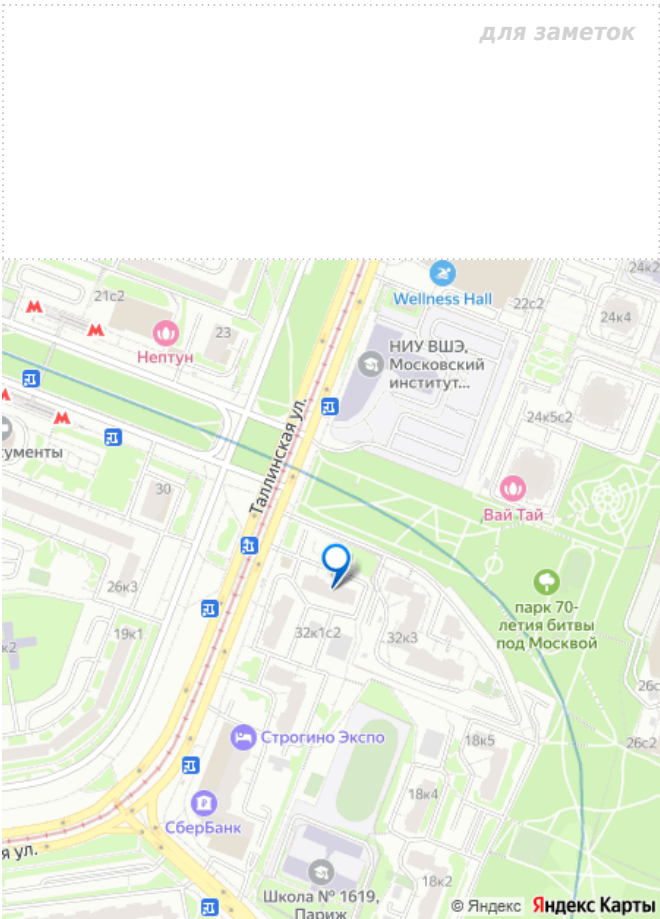 для заметок
24к2
21с2
Wellness Hall
22с2
24к4
23
Нептун
НИУ ВШЭ,
Московский
институт...
24к5с2
Таллинская ул.
ументы
30
Вай Тай
26к3
парк 70-
летия битвы
под Москвой
19к1
32к1с2
32к3
к2
26с
Строгино Экспо
18к5
26с2
18к4
СберБанк
я ул.
18к2
Школа № 1619,
Париж
© Яндекс Яндекс Карты